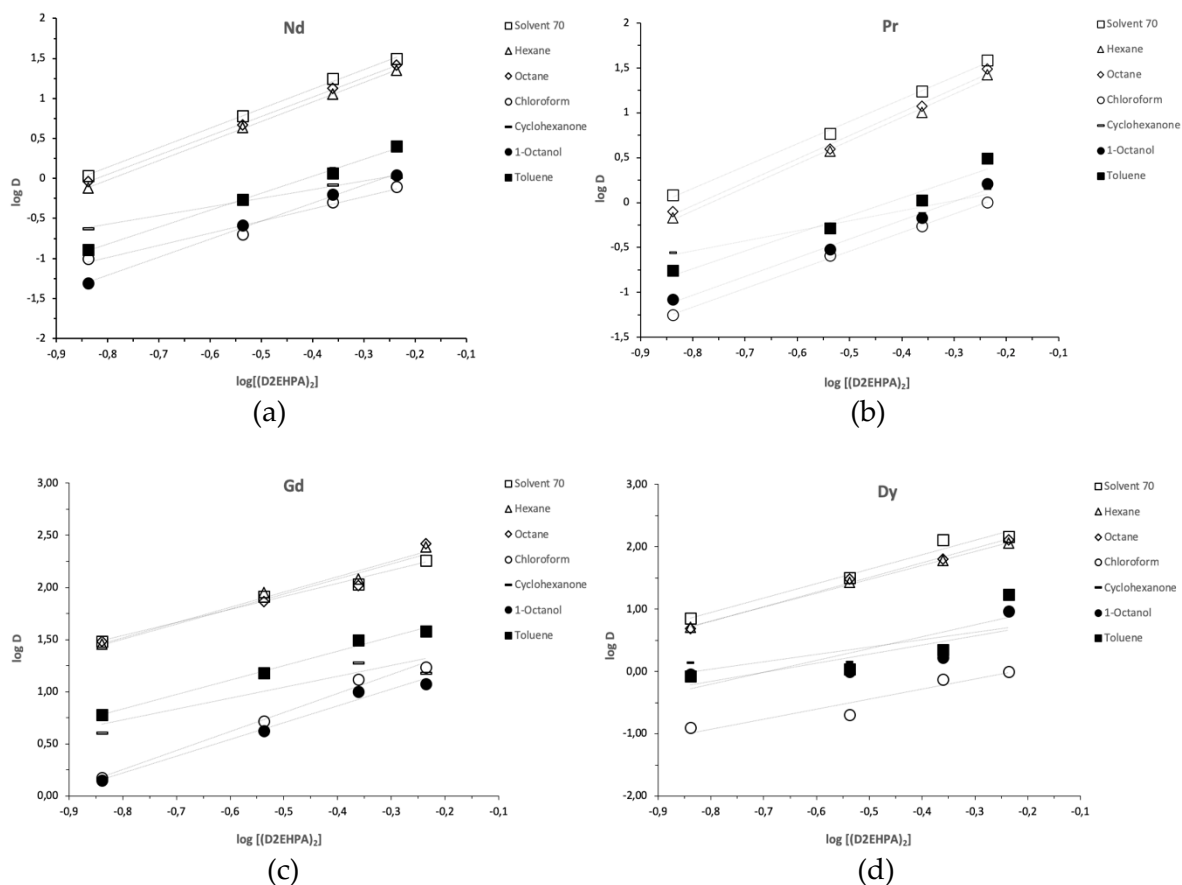 Nd
log D
2
1,5
1
0,5
0
-0,5
-1
-1,5
-2
-0,9 -0,8 -0,7 -0,6 -0,5 -0,4 -0,3 -0,2 -0,1
log[(D2EHPA)₂]
Solvent 70
Hexane
Octane
Chloroform
Cyclohexanone
1-Octanol
Toluene
(a)
Pr
log D
2
1,5
1
0,5
0
-0,5
-1
-1,5
-0,9 -0,8 -0,7 -0,6 -0,5 -0,4 -0,3 -0,2 -0,1
log [(D2EHPA)₂]
Solvent 70
Hexane
Octane
Chloroform
Cyclohexanone
1-Octanol
Toluene
(b)
Gd
log D
3,00
2,50
2,00
1,50
1,00
0,50
0,00
-0,9 -0,8 -0,7 -0,6 -0,5 -0,4 -0,3 -0,2 -0,1
log [(D2EHPA)₂]
Solvent 70
Hexane
Octane
Chloroform
Cyclohexanone
1-Octanol
Toluene
(c)
Dy
log D
3,00
2,00
1,00
0,00
-1,00
-2,00
-0,9 -0,8 -0,7 -0,6 -0,5 -0,4 -0,3 -0,2 -0,1
log [(D2EHPA)₂]
Solvent 70
Hexane
Octane
Chloroform
Cyclohexanone
1-Octanol
Toluene
(d)